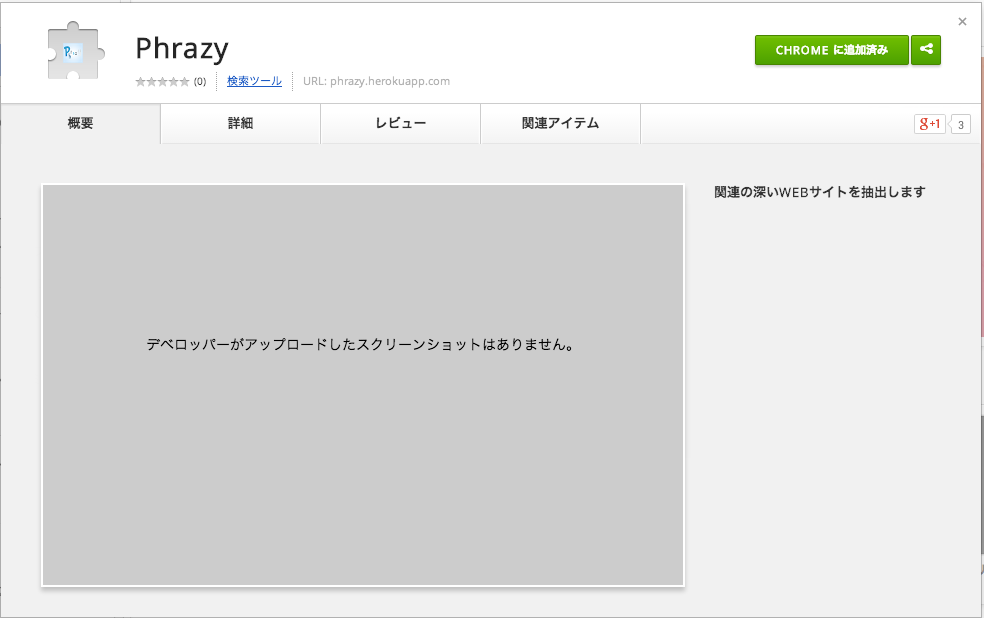 Phrazy
CHROME に追加済み
(0) 検索ツール URL: phrazy.herokuapp.com
概要 詳細 レビュー 関連アイテム
g+1 3
関連の深いWEBサイトを抽出します
デベロッパーがアップロードしたスクリーンショットはありません。